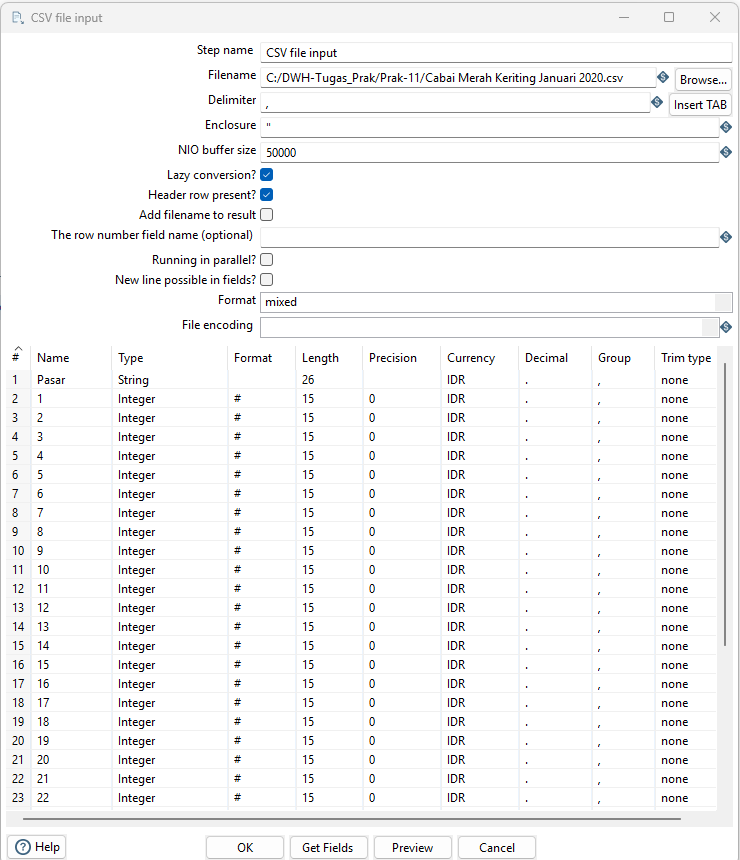 CSV file input
Step name CSV file input
Filename C:/DWH-Tugas_Prak/Prak-11/Cabai Merah Keriting Januari 2020.csv Browse...
Delimiter , Insert TAB
Enclosure "
NIO buffer size 50000
Lazy conversion?
Header row present?
Add filename to result
The row number field name (optional)
Running in parallel?
New line possible in fields?
Format mixed
File encoding
# Name Type Format Length Precision Currency Decimal Group Trim type
1 Pasar String 26 IDR . , none
2 1 Integer # 15 0 IDR . , none
3 2 Integer # 15 0 IDR . , none
4 3 Integer # 15 0 IDR . , none
5 4 Integer # 15 0 IDR . , none
6 5 Integer # 15 0 IDR . , none
7 6 Integer # 15 0 IDR . , none
8 7 Integer # 15 0 IDR . , none
9 8 Integer # 15 0 IDR . , none
10 9 Integer # 15 0 IDR . , none
11 10 Integer # 15 0 IDR . , none
12 11 Integer # 15 0 IDR . , none
13 12 Integer # 15 0 IDR . , none
14 13 Integer # 15 0 IDR . , none
15 14 Integer # 15 0 IDR . , none
16 15 Integer # 15 0 IDR . , none
17 16 Integer # 15 0 IDR . , none
18 17 Integer # 15 0 IDR . , none
19 18 Integer # 15 0 IDR . , none
20 19 Integer # 15 0 IDR . , none
21 20 Integer # 15 0 IDR . , none
22 21 Integer # 15 0 IDR . , none
23 22 Integer # 15 0 IDR . , none
Help OK Get Fields Preview Cancel